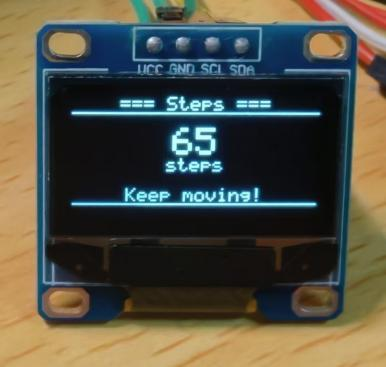 VCC GND SCL SDA
=== Steps ===
65
steps
Keep moving!